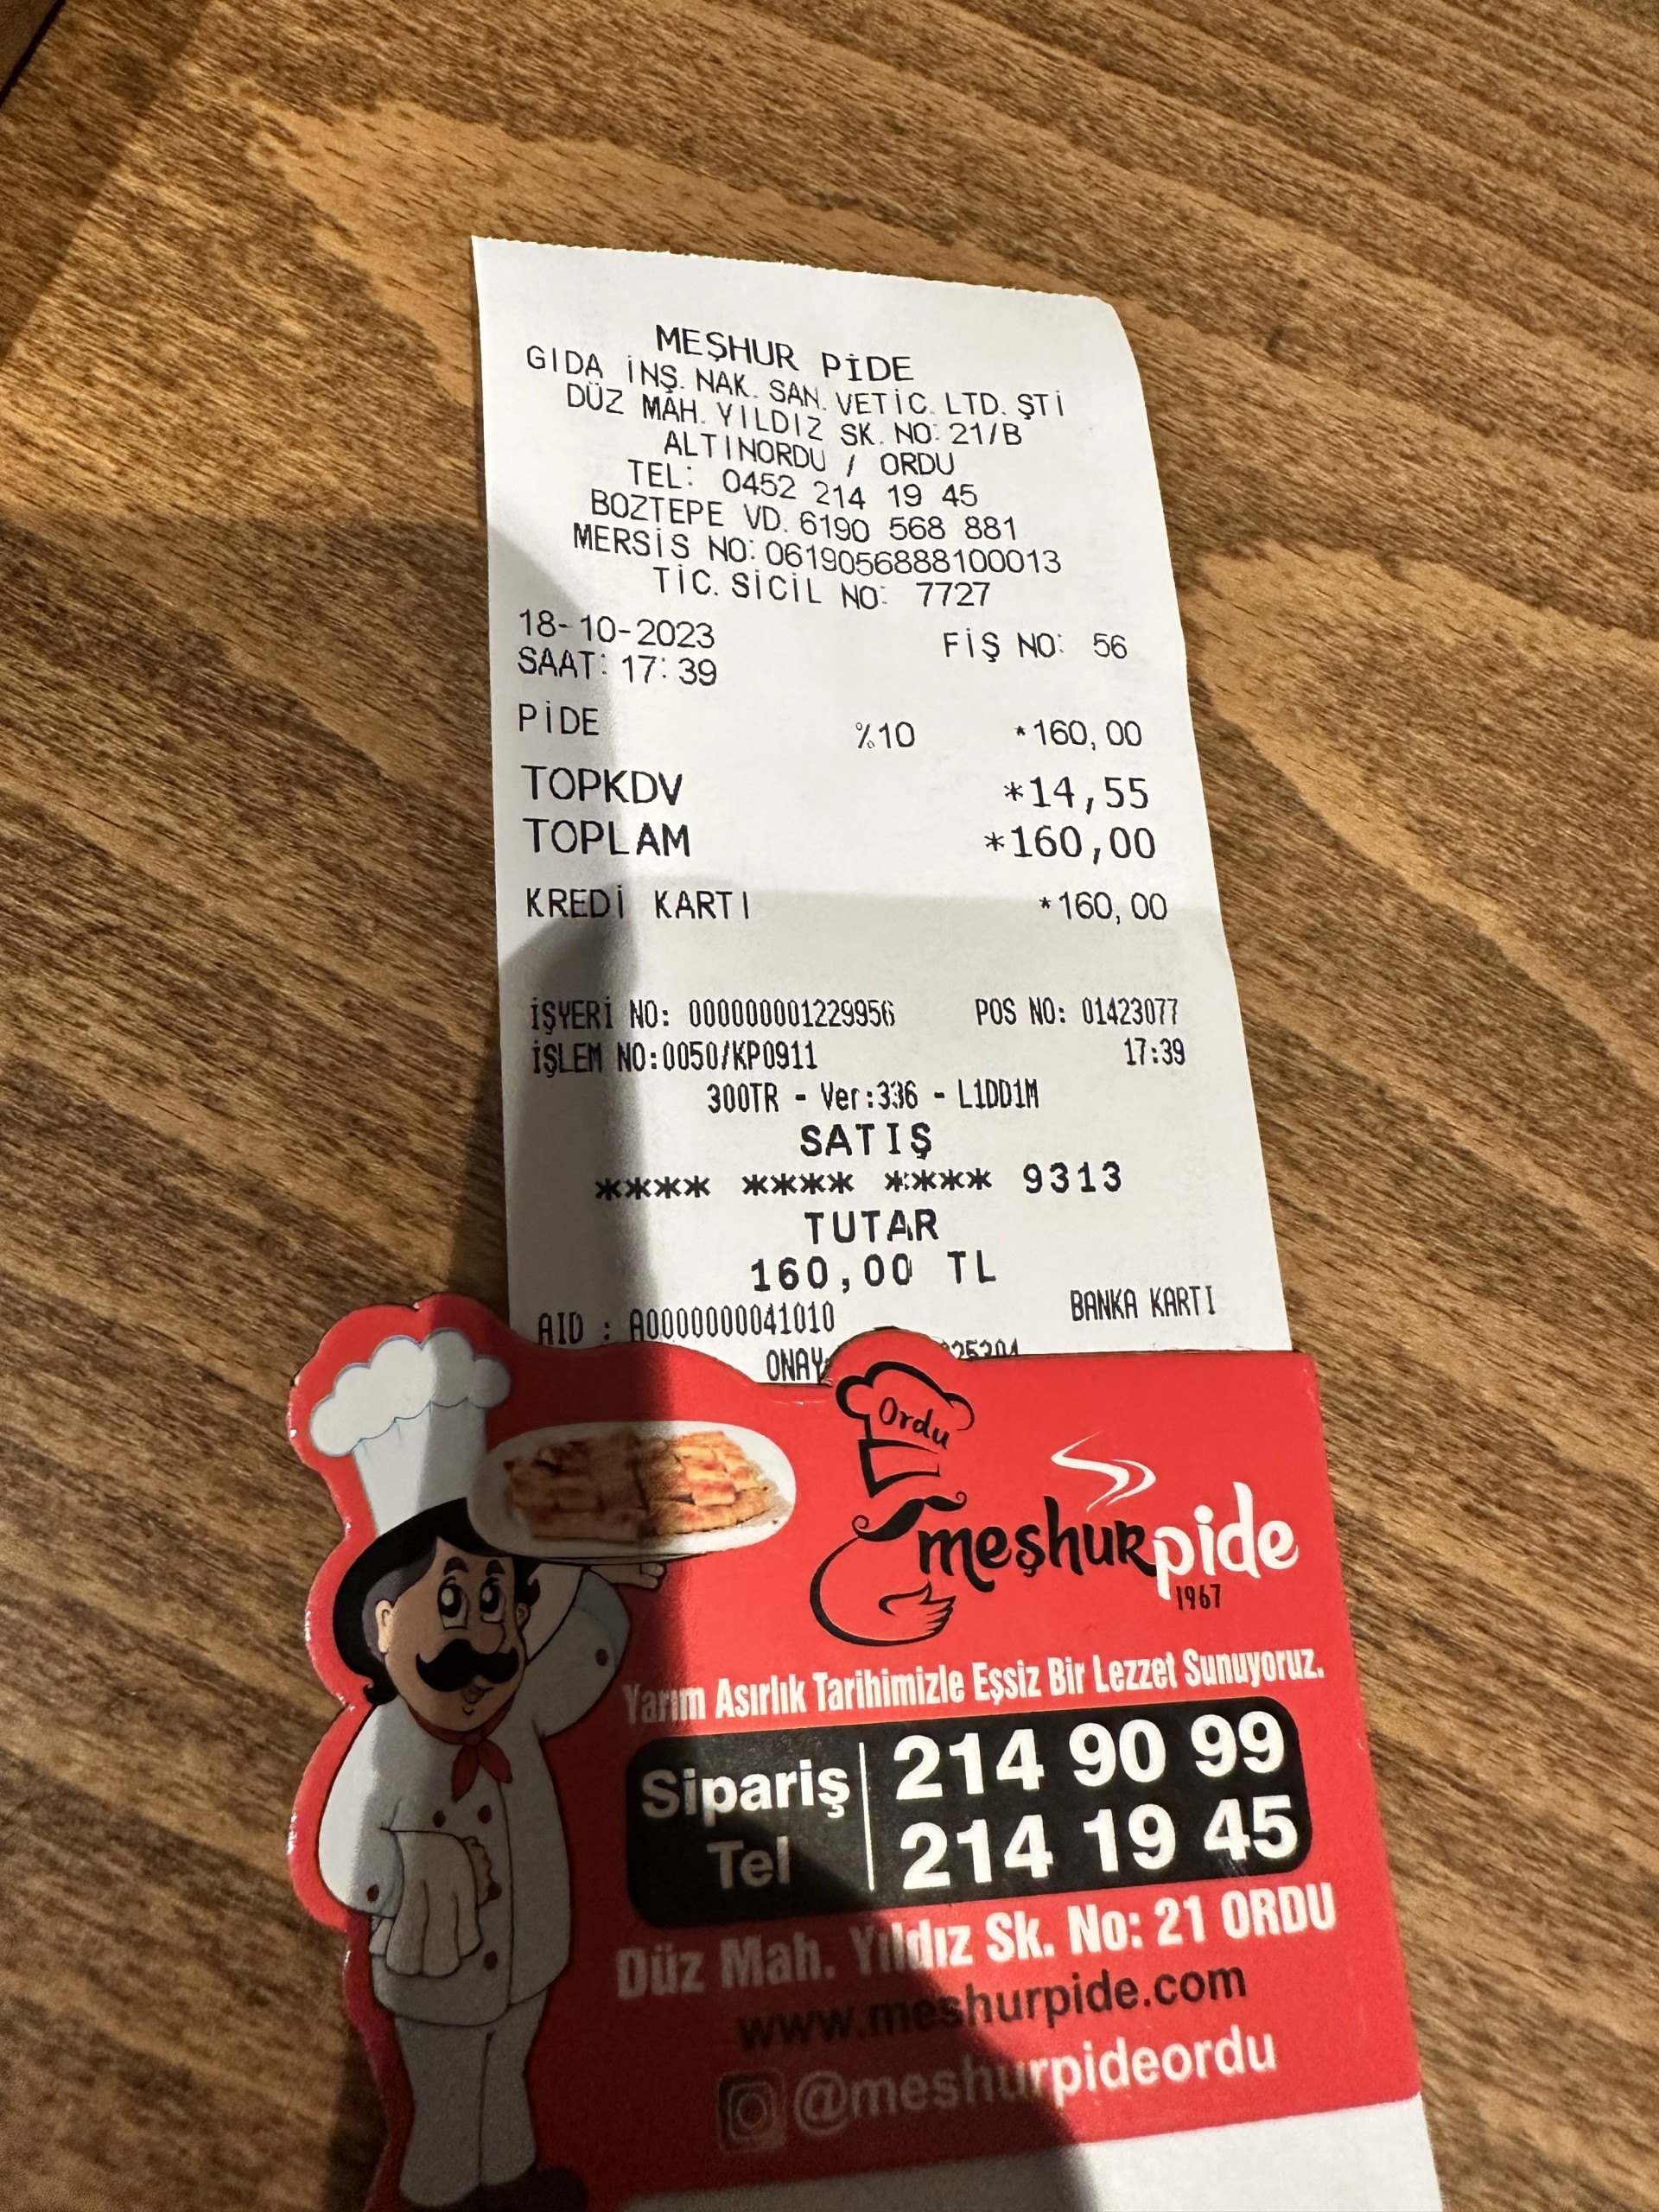 MEŞHUR PİDE
GIDA İNŞ. NAK. SAN. VETİC. LTD. ŞTİ
DÜZ MAH. YILDIZ SK. NO: 21/B
ALTINORDU / ORDU
TEL: 0452 214 19 45
BOZTEPE VD. 6190 568 881
MERSİS NO: 0619056888100013
TİC. SİCİL NO: 7727
18-10-2023 FİŞ NO: 56
SAAT: 17:39
PİDE %10 *160,00
TOPKDV *14,55
TOPLAM *160,00
KREDİ KARTI *160,00
İŞYERİ NO: 000000001229956 POS NO: 01423077
İŞLEM NO:0050/KP0911 17:39
300TR - Ver:336 - L1DD1M
SATIŞ
**** **** **** 9313
TUTAR
160,00 TL
AID : A0000000041010 BANKA KARTI
ONAY
Ordu
meşhur pide
1967
Yarım Asırlık Tarihimizle Eşsiz Bir Lezzet Sunuyoruz.
Sipariş Tel
214 90 99
214 19 45
Düz Mah. Yıldız Sk. No: 21 ORDU
www.meshurpide.com
@meshurpideordu